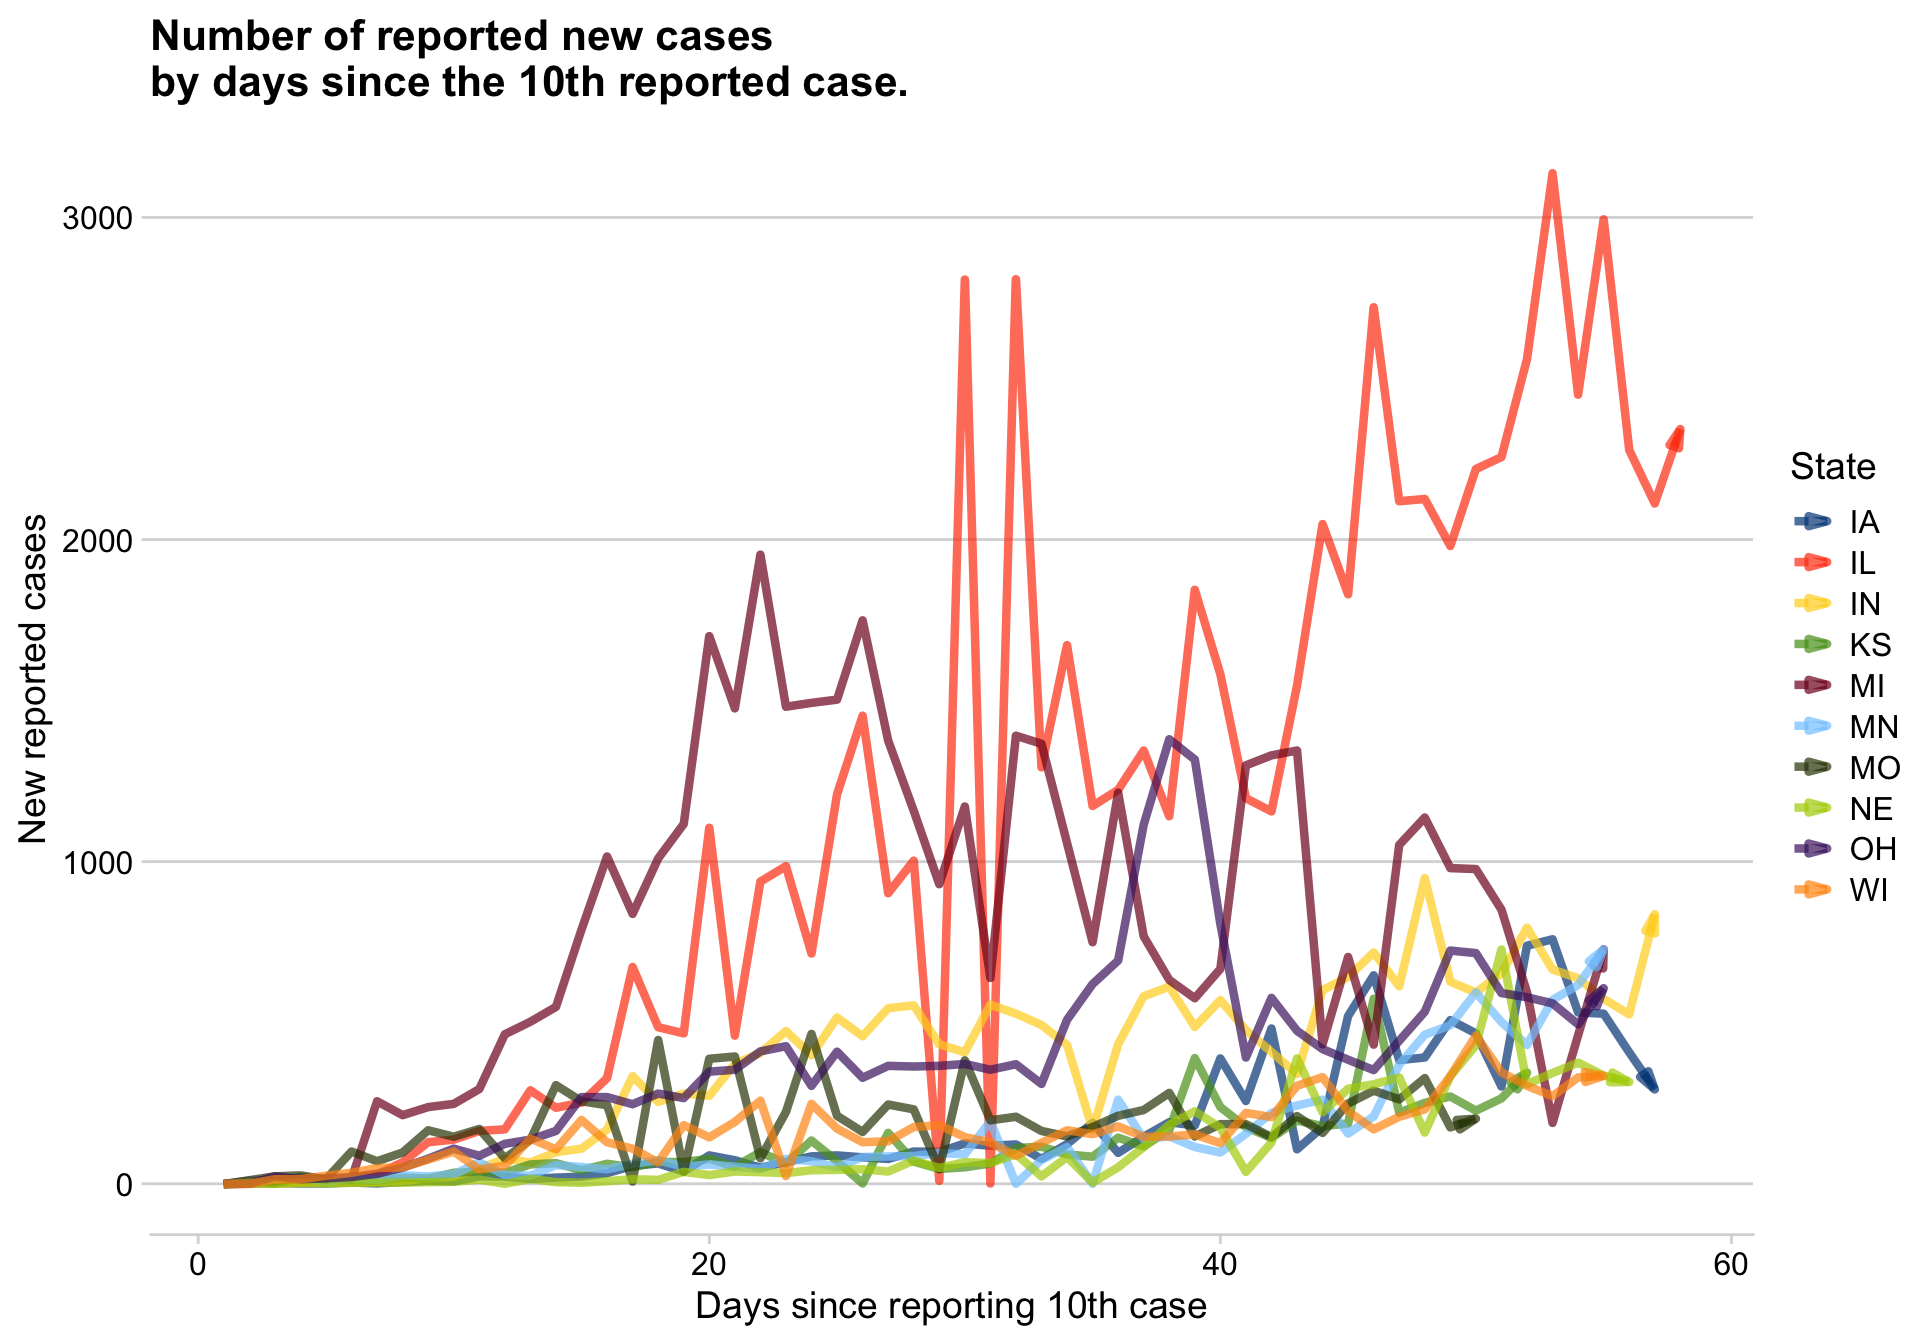 Number of reported new cases
by days since the 10th reported case.
New reported cases
3000
2000
1000
0
0
20
40
60
Days since reporting 10th case
State
IA
IL
IN
KS
MI
MN
MO
NE
OH
WI